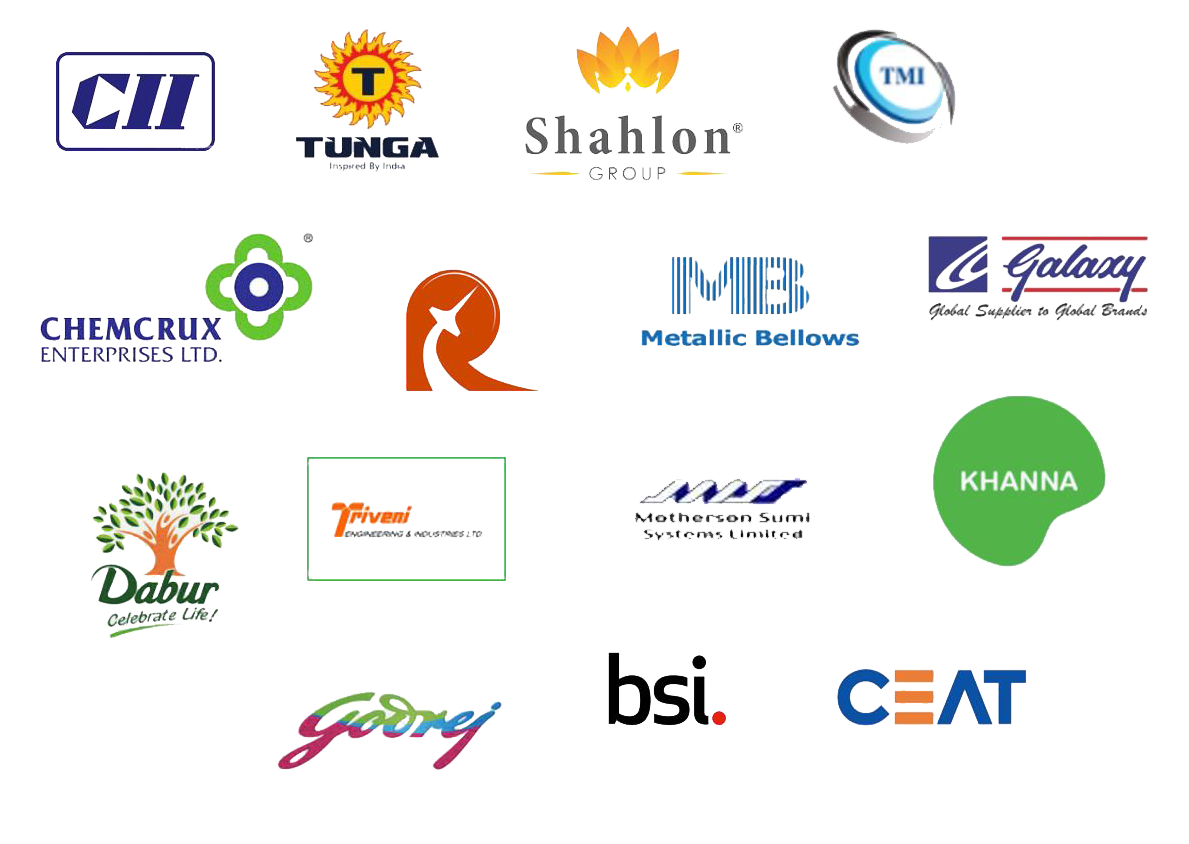 CII
T
TUNGA
Inspired By India
Shahlon®
GROUP
TMI
CHEMCRUX
ENTERPRISES LTD.
®
R
MB
Metallic Bellows
Galaxy
Global Supplier to Global Brands
Dabur
Celebrate Life!
Triveni
ENGINEERING & INDUSTRIES LTD
Motherson Sumi
Systems Limited
KHANNA
Godrej
bsi.
CEAT